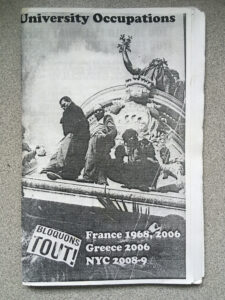 University Occupations
BLOQUONS
TOUT!
France 1968, 2006
Greece 2006
NYC 2008-9